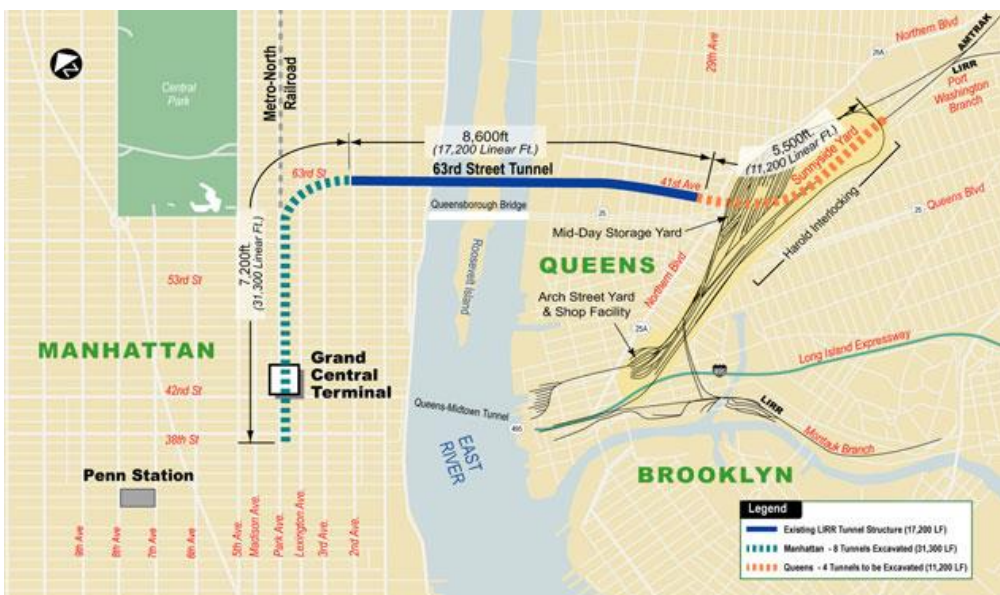 Central
Park
Metro-North
Railroad
8,600ft
(17,200 Linear Ft.)
63rd St
63rd Street Tunnel
41st Ave
Queensborough Bridge
25
29th Ave
Northern Blvd
25A
AMTRAK
LIRR
Port
Washington
Branch
5,500ft.
(11,200 Linear Ft.)
Sunnyside Yard
Queens Blvd
25
Harold Interlocking
Mid-Day Storage Yard
QUEENS
Northern Blvd
25A
Arch Street Yard
& Shop Facility
Roosevelt Island
7,200ft.
(31,300 Linear Ft.)
53rd St
MANHATTAN
Grand
Central
Terminal
42nd St
38th St
Penn Station
Queens-Midtown Tunnel
495
EAST
RIVER
Long Island Expressway
LIRR
Montauk Branch
BROOKLYN
9th Ave
8th Ave
7th Ave
6th Ave
5th Ave.
Madison Ave.
Park Ave.
Lexington Ave.
3rd Ave.
2nd Ave.
Legend
Existing LIRR Tunnel Structure (17,200 LF)
Manhattan - 8 Tunnels Excavated (31,300 LF)
Queens - 4 Tunnels to be Excavated (11,200 LF)